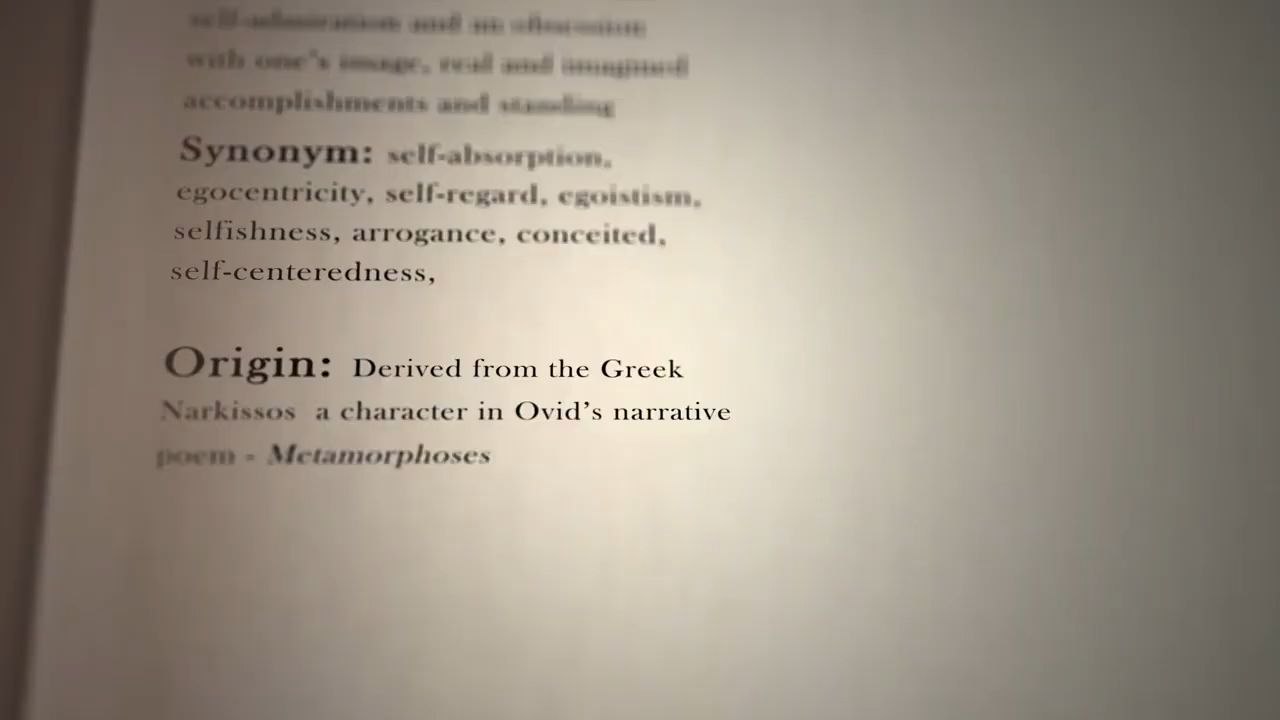 self-admiration and an obsession
with one's image, real and imagined
accomplishments and standing
Synonym: self-absorption,
egocentricity, self-regard, egoistism,
selfishness, arrogance, conceited,
self-centeredness,
Origin: Derived from the Greek
Narkissos a character in Ovid's narrative
poem - Metamorphoses